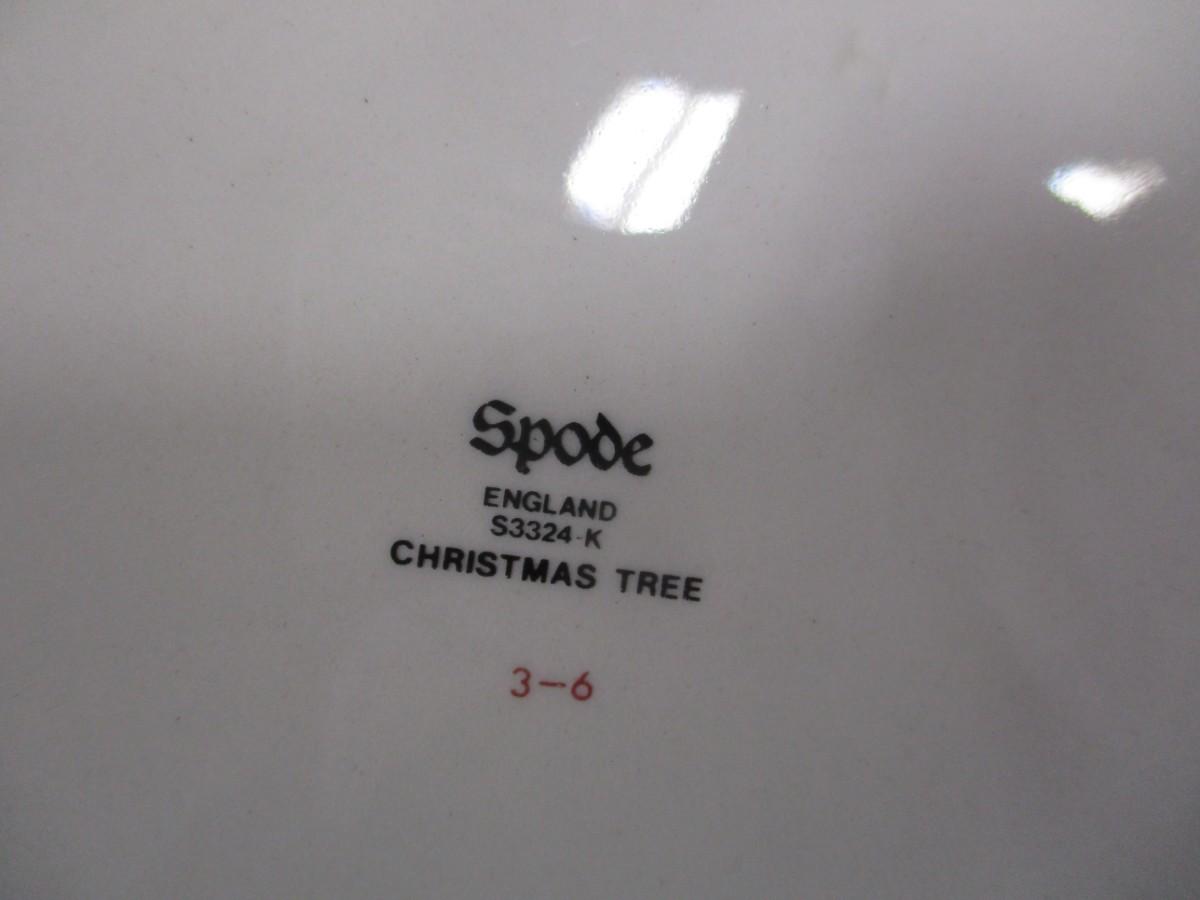 Spode
ENGLAND
S3324-K
CHRISTMAS TREE
3-6